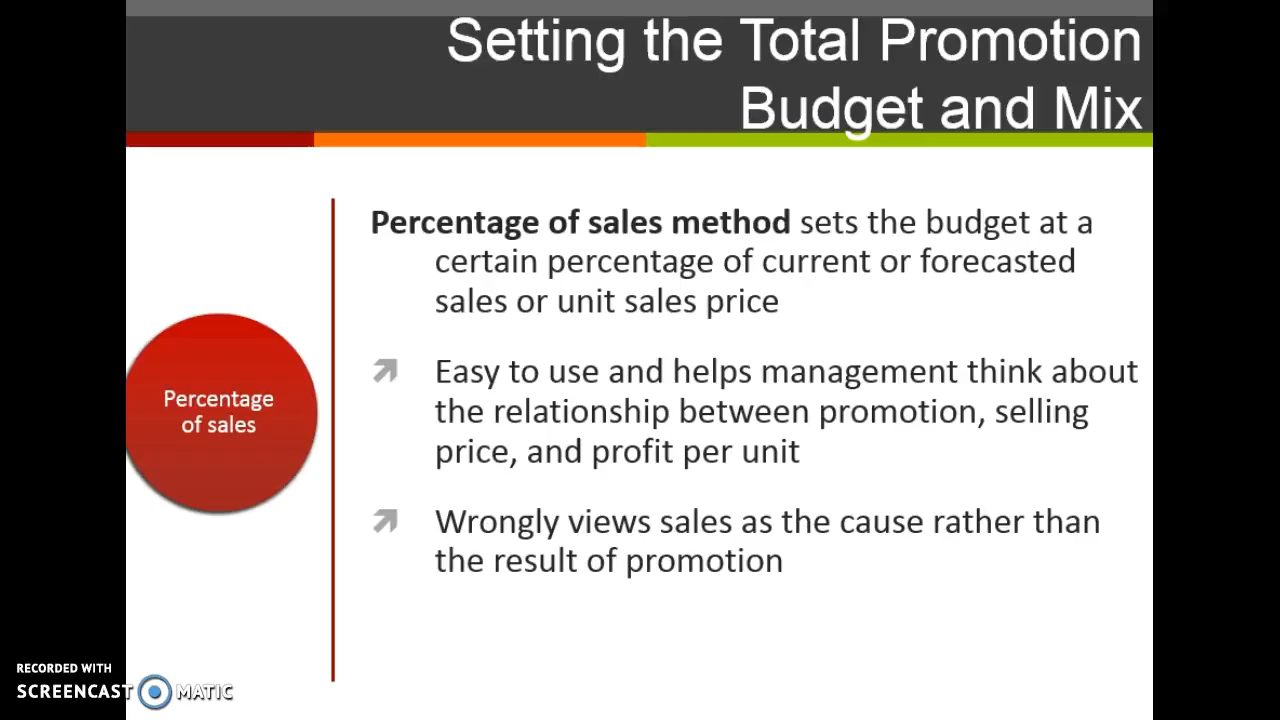 Setting the Total Promotion
Budget and Mix
Percentage of sales method sets the budget at a
certain percentage of current or forecasted
sales or unit sales price
Percentage
of sales
Easy to use and helps management think about
the relationship between promotion, selling
price, and profit per unit
Wrongly views sales as the cause rather than
the result of promotion
RECORDED WITH
SCREENCAST MATIC